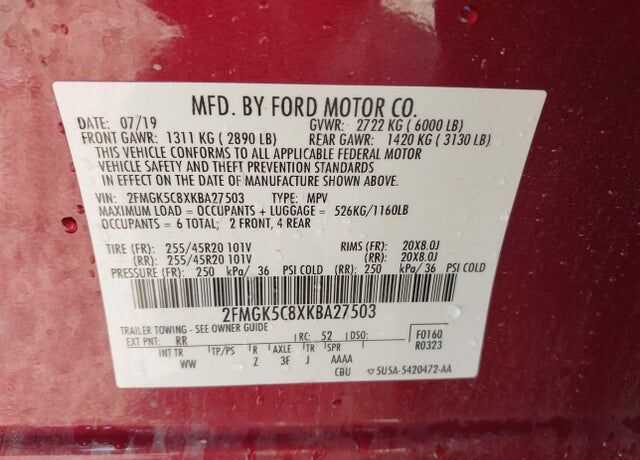 MFD. BY FORD MOTOR CO.
DATE: 07/19 GVWR: 2722 KG ( 6000 LB)
FRONT GAWR: 1311 KG ( 2890 LB) REAR GAWR: 1420 KG ( 3130 LB)
THIS VEHICLE CONFORMS TO ALL APPLICABLE FEDERAL MOTOR
VEHICLE SAFETY AND THEFT PREVENTION STANDARDS
IN EFFECT ON THE DATE OF MANUFACTURE SHOWN ABOVE.
VIN: 2FMGK5C8XKBA27503 TYPE: MPV
MAXIMUM LOAD = OCCUPANTS + LUGGAGE = 526KG/1160LB
OCCUPANTS = 6 TOTAL; 2 FRONT, 4 REAR
TIRE (FR): 255/45R20 101V RIMS (FR): 20X8.0J
(RR): 255/45R20 101V (RR): 20X8.0J
PRESSURE (FR): 250 kPa/ 36 PSI COLD (RR): 250 kPa/ 36 PSI COLD
2FMGK5C8XKBA27503
TRAILER TOWING - SEE OWNER GUIDE
EXT PNT: RR RC: 52 DSO: F0160
R0323
INT TR TP/PS R AXLE TR SPR
WW Z 3F J AAAA
CBU 5U5A-5420472-AA